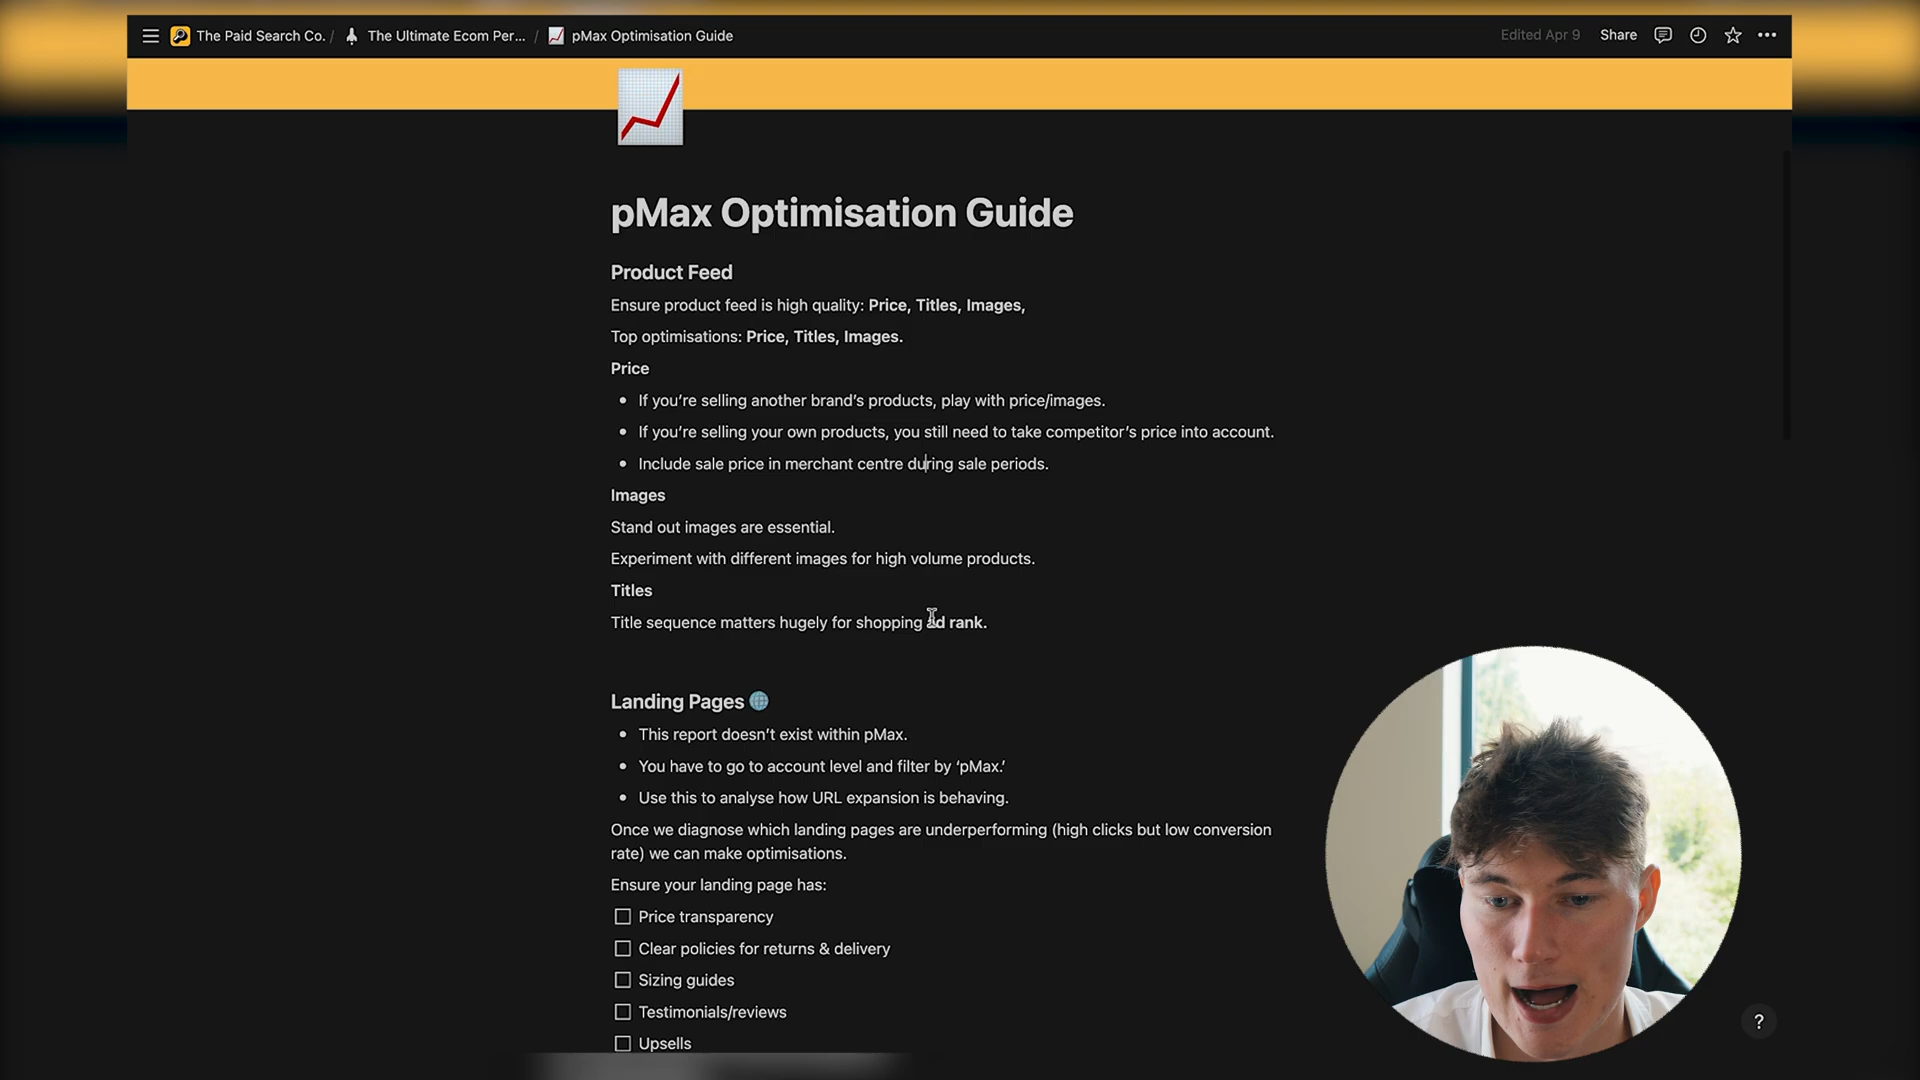 The Paid Search Co. / The Ultimate Ecom Per... / pMax Optimisation Guide Edited Apr 9 Share
pMax Optimisation Guide
Product Feed
Ensure product feed is high quality: Price, Titles, Images,
Top optimisations: Price, Titles, Images.
Price
• If you’re selling another brand’s products, play with price/images.
• If you’re selling your own products, you still need to take competitor’s price into account.
• Include sale price in merchant centre during sale periods.
Images
Stand out images are essential.
Experiment with different images for high volume products.
Titles
Title sequence matters hugely for shopping ad rank.
Landing Pages
• This report doesn’t exist within pMax.
• You have to go to account level and filter by ‘pMax.’
• Use this to analyse how URL expansion is behaving.
Once we diagnose which landing pages are underperforming (high clicks but low conversion
rate) we can make optimisations.
Ensure your landing page has:
Price transparency
Clear policies for returns & delivery
Sizing guides
Testimonials/reviews
Upsells
?